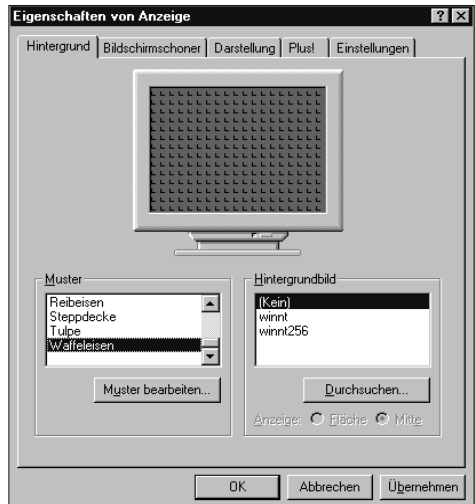 Eigenschaften von Anzeige
Hintergrund Bildschirmschoner Darstellung Plus! Einstellungen
Muster
Reibeisen
Steppdecke
Tulpe
Waffeleisen
Muster bearbeiten...
Hintergrundbild
(Kein)
winnt
winnt256
Durchsuchen...
Anzeige: Fläche Mitte
OK Abbrechen Übernehmen